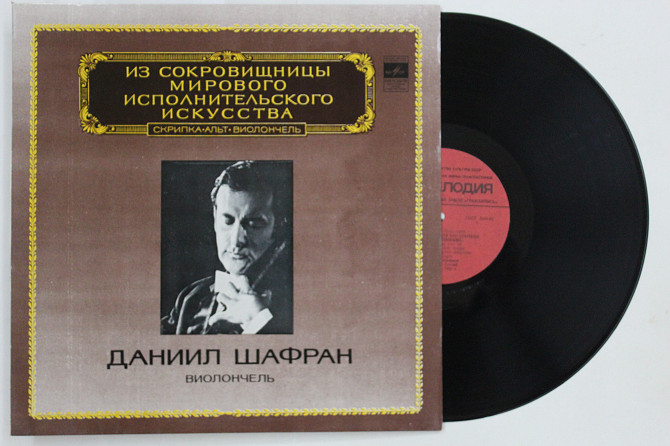 ИЗ СОКРОВИЩНИЦЫ
МИРОВОГО
ИСПОЛНИТЕЛЬСКОГО
ИСКУССТВА
СКРИПКА•АЛЬТ•ВИОЛОНЧЕЛЬ
ДАНИИЛ ШАФРАН
ВИОЛОНЧЕЛЬ
ЛОДИЯ